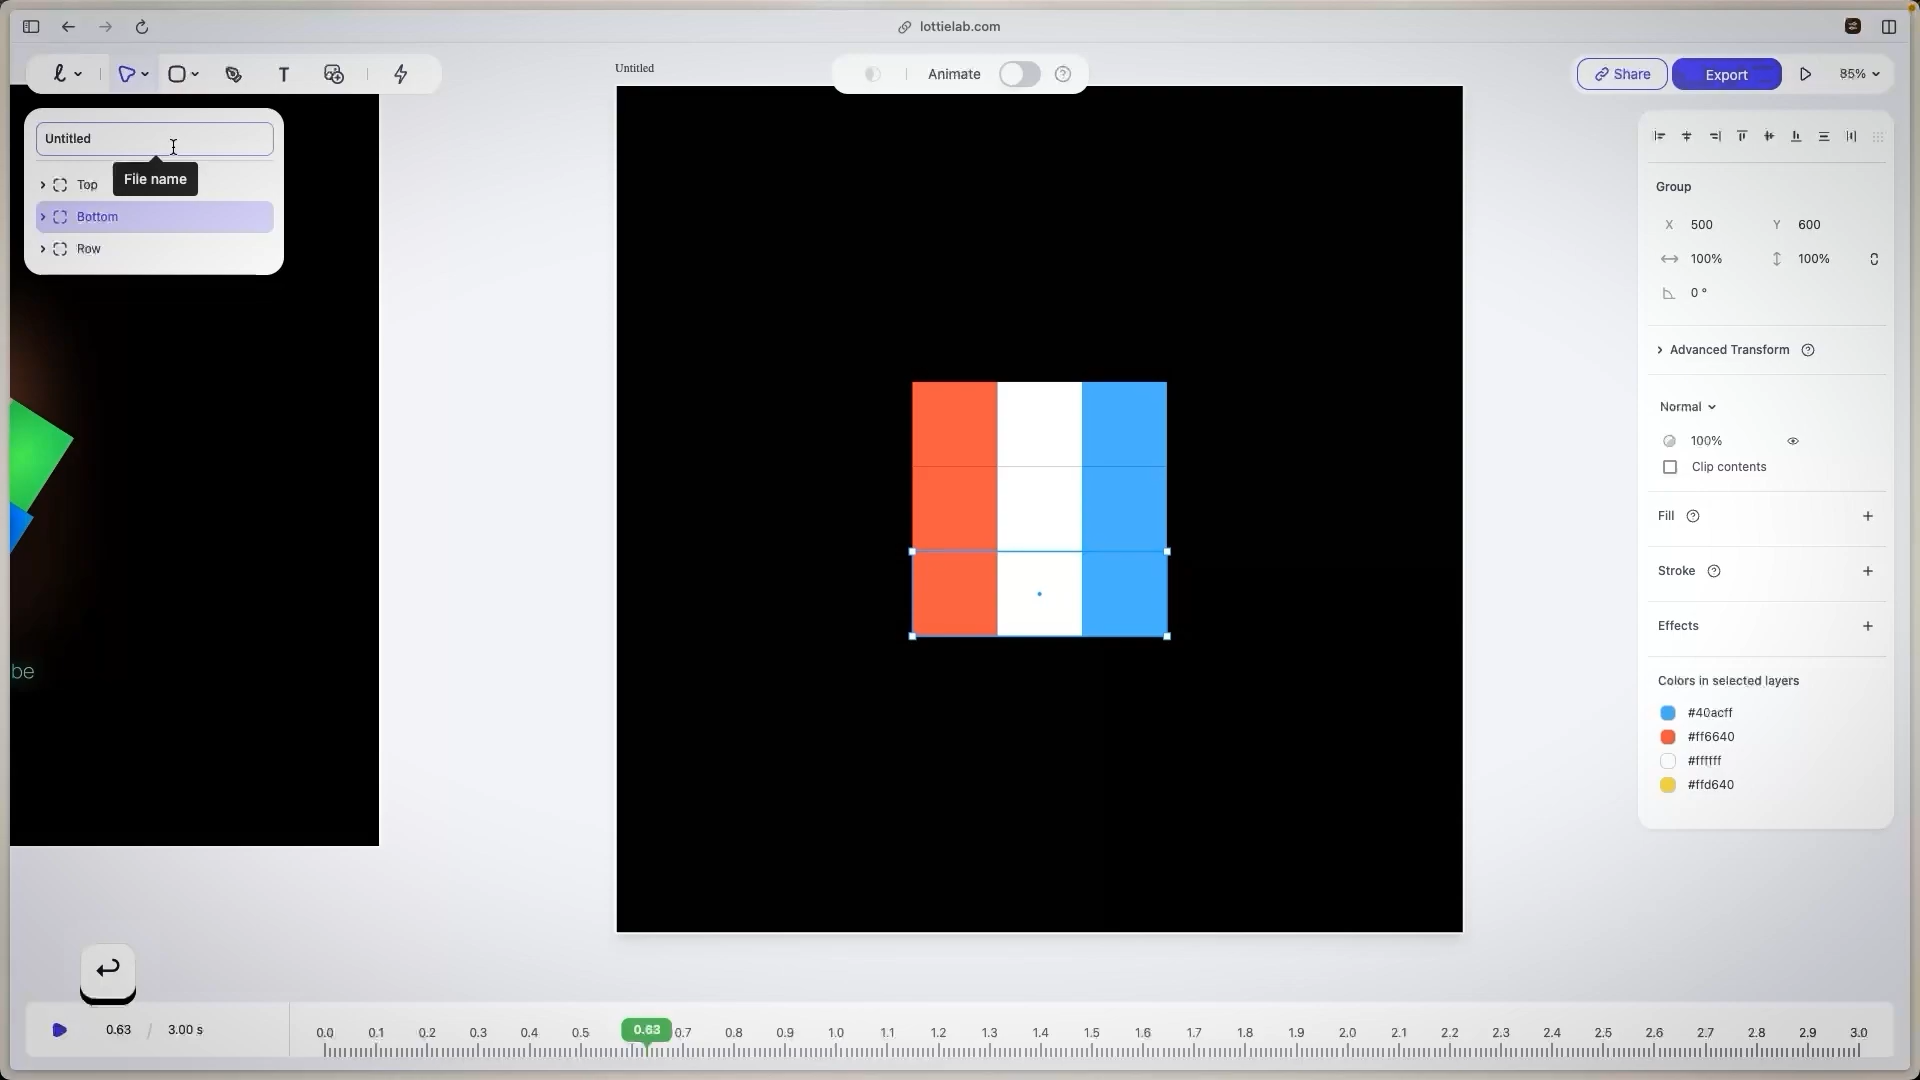 lottielab.com
T
Untitled
Animate
Share
Export
85%
Untitled
File name
Top
Bottom
Row
be
Group
X 500
Y 600
100%
100%
0 °
Advanced Transform
Normal
100%
Clip contents
Fill
Stroke
Effects
Colors in selected layers
#40acff
#ff6640
#ffffff
#ffd640
0.63 / 3.00 s
0.0 0.1 0.2 0.3 0.4 0.5 0.63 0.7 0.8 0.9 1.0 1.1 1.2 1.3 1.4 1.5 1.6 1.7 1.8 1.9 2.0 2.1 2.2 2.3 2.4 2.5 2.6 2.7 2.8 2.9 3.0